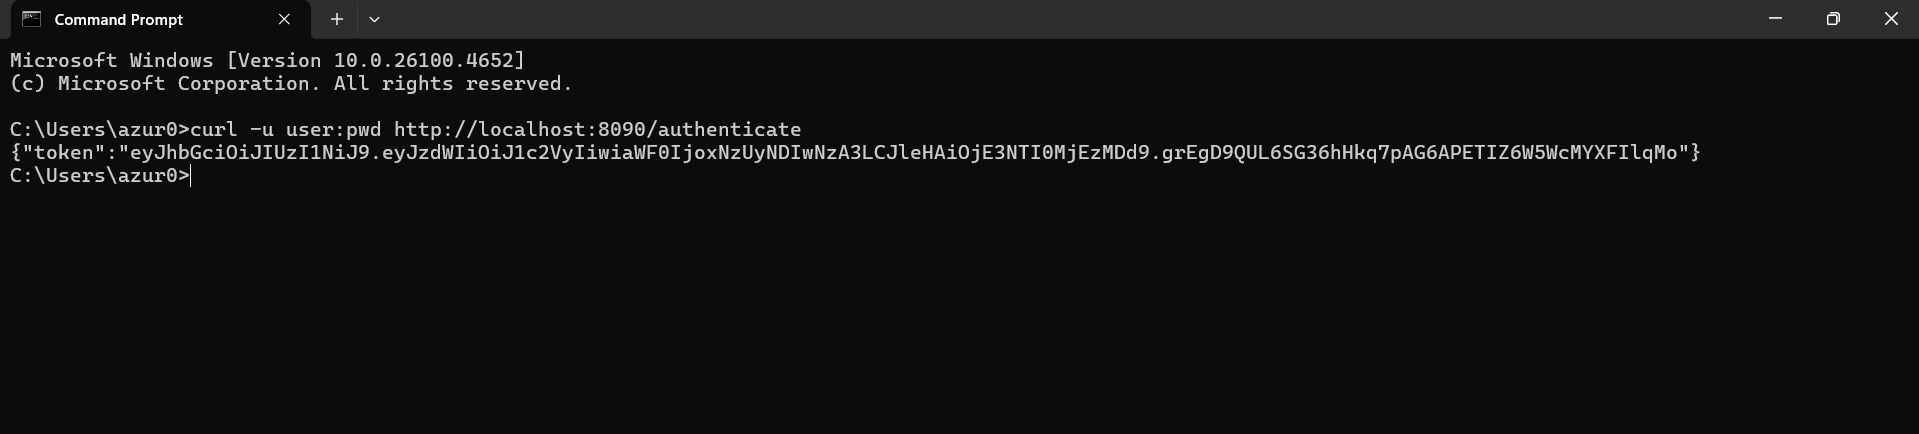 Command Prompt
Microsoft Windows [Version 10.0.26100.4652]
(c) Microsoft Corporation. All rights reserved.
C:\Users\azur0>curl -u user:pwd http://localhost:8090/authenticate
{"token":"eyJhbGciOiJIUzI1NiJ9.eyJzdWIiOiJ1c2VyIiwiaWF0IjoxNzUyNDIwNzA3LCJleHAiOjE3NTI0MjEzMDd9.grEgD9QUL6SG36hHkq7pAG6APETIZ6W5WcMYXFIlqMo"}
C:\Users\azur0>